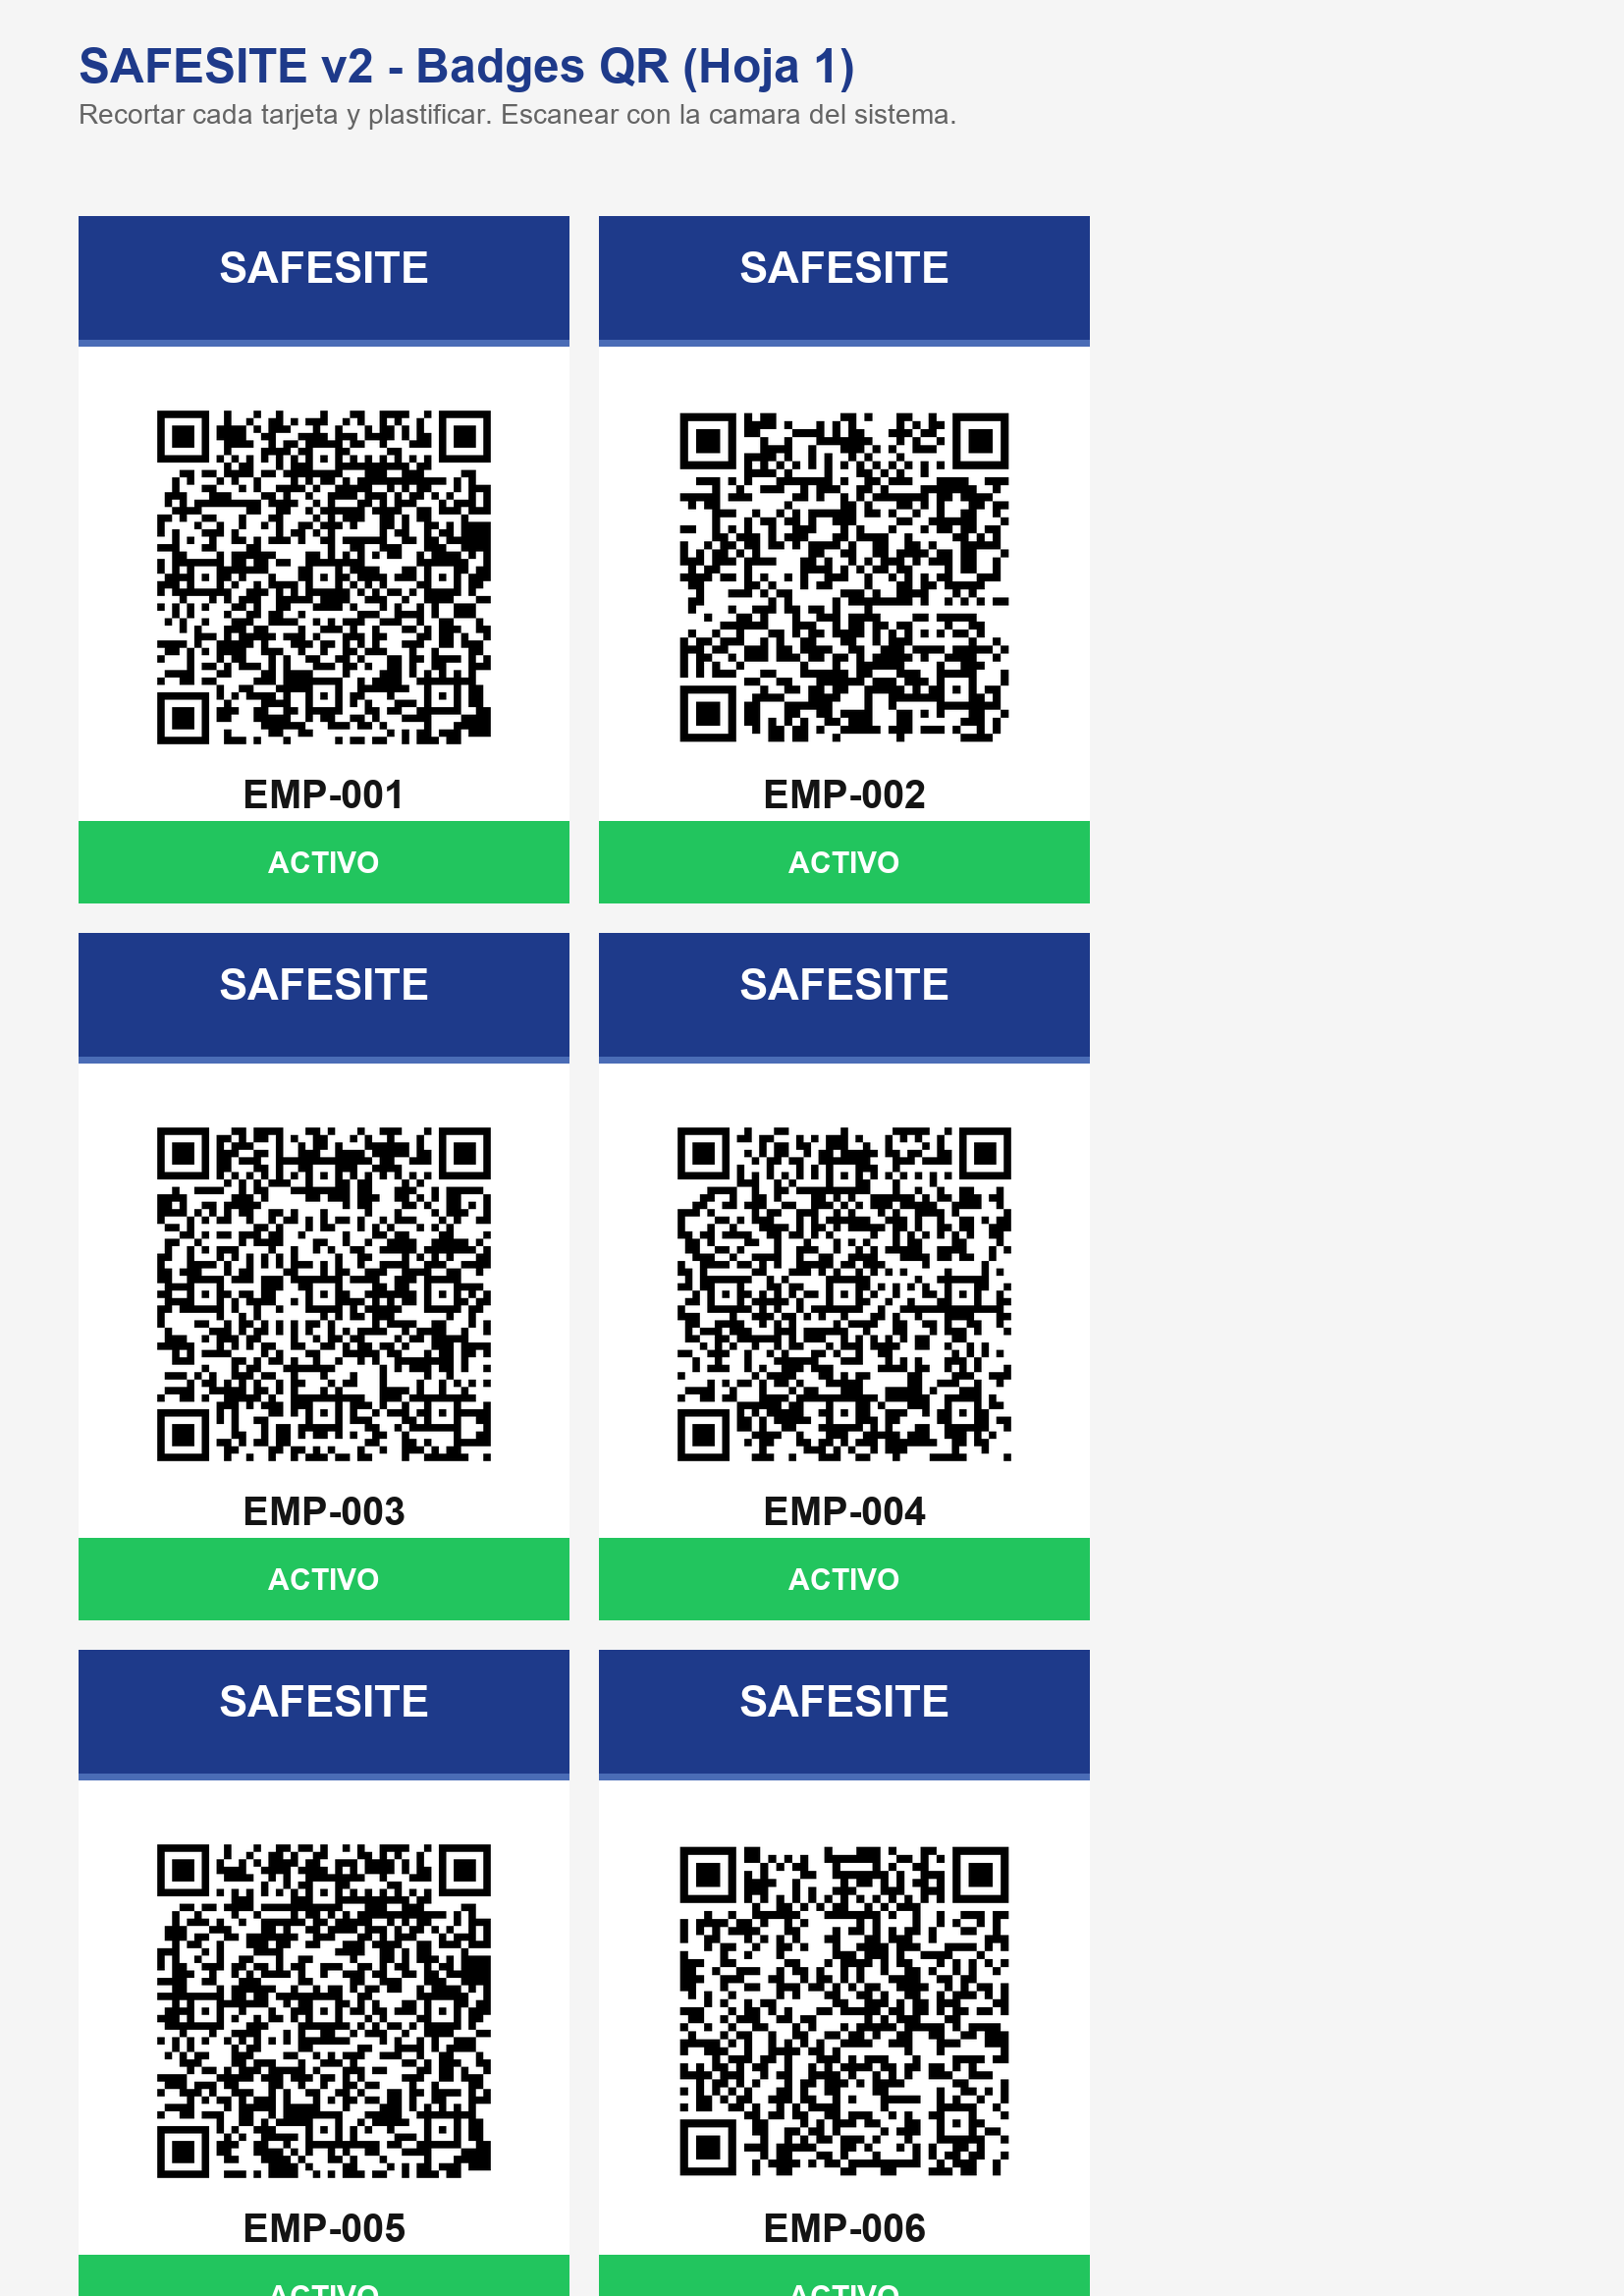 SAFESITE v2 - Badges QR (Hoja 1)
Recortar cada tarjeta y plastificar. Escanear con la camara del sistema.
SAFESITE
EMP-001
ACTIVO
SAFESITE
EMP-002
ACTIVO
SAFESITE
EMP-003
ACTIVO
SAFESITE
EMP-004
ACTIVO
SAFESITE
EMP-005
ACTIVO
SAFESITE
EMP-006
ACTIVO